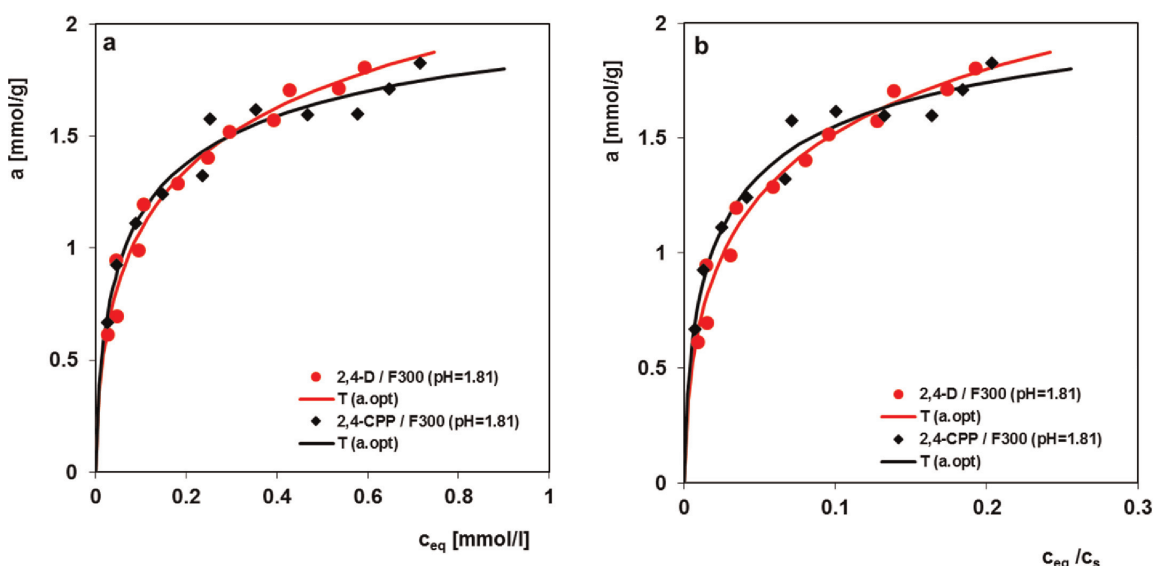 a
a [mmol/g]
2
1.5
1
0.5
0
0
0.2
0.4
0.6
0.8
1
c_eq [mmol/l]
2,4-D / F300 (pH=1.81)
T (a.opt)
2,4-CPP / F300 (pH=1.81)
T (a.opt)
b
a [mmol/g]
2
1.5
1
0.5
0
0
0.1
0.2
0.3
c_eq /c_s
2,4-D / F300 (pH=1.81)
T (a.opt)
2,4-CPP / F300 (pH=1.81)
T (a.opt)